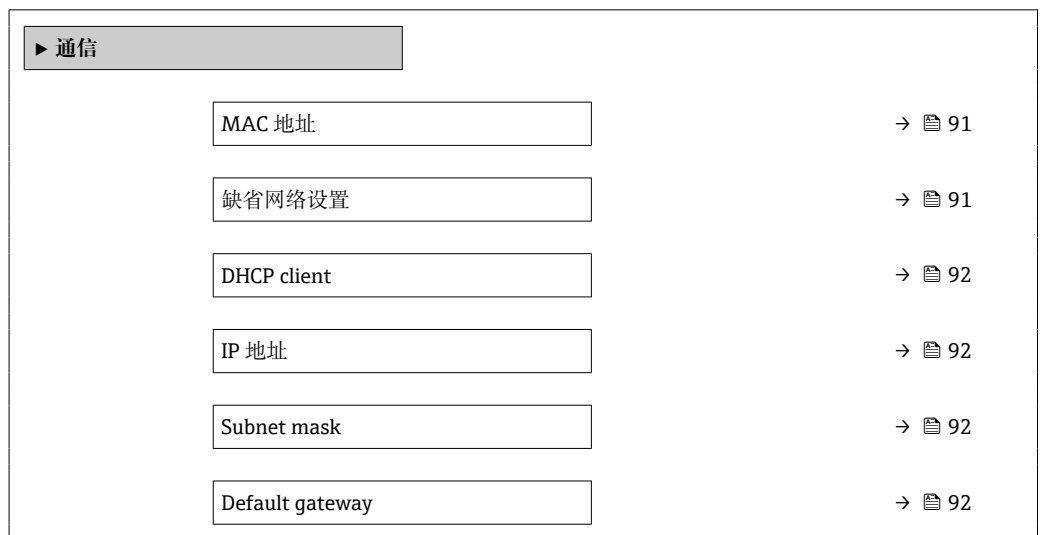 ▶ 通信
MAC 地址 → 91
缺省网络设置 → 91
DHCP client → 92
IP 地址 → 92
Subnet mask → 92
Default gateway → 92